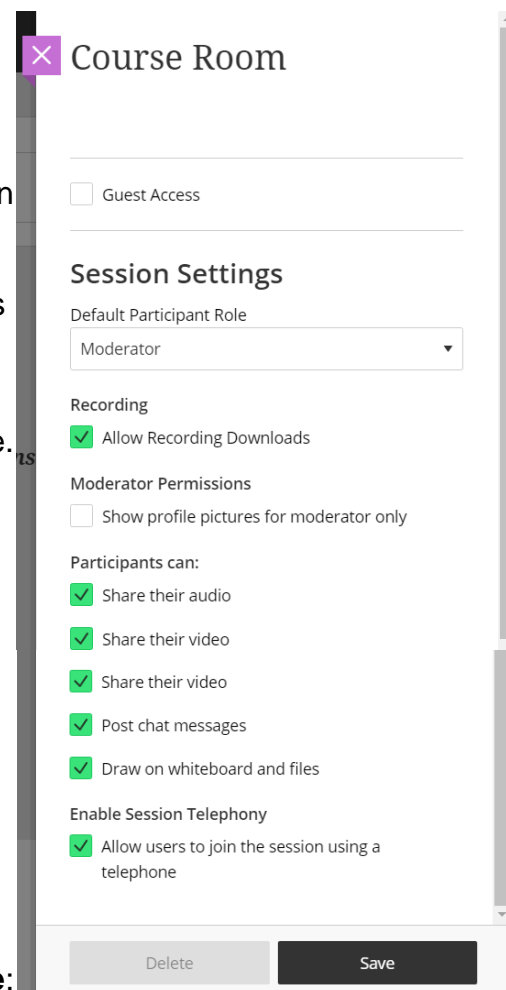 Course Room
n
Guest Access
Session Settings
s
Default Participant Role
Moderator
Recording
e.
Allow Recording Downloads
ns
Moderator Permissions
Show profile pictures for moderator only
Participants can:
Share their audio
Share their video
Share their video
Post chat messages
Draw on whiteboard and files
Enable Session Telephony
Allow users to join the session using a
telephone
Delete
Save
e: